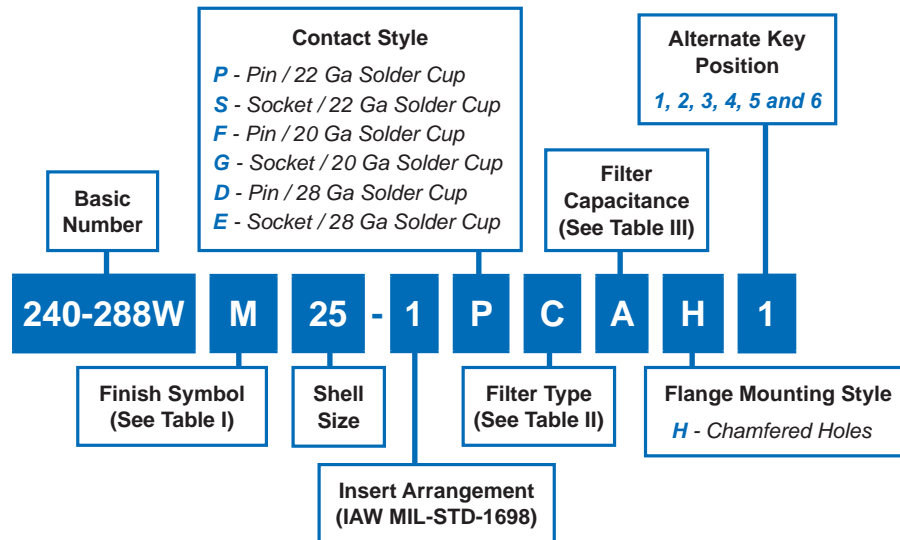 Contact Style
P - Pin / 22 Ga Solder Cup
S - Socket / 22 Ga Solder Cup
F - Pin / 20 Ga Solder Cup
G - Socket / 20 Ga Solder Cup
D - Pin / 28 Ga Solder Cup
E - Socket / 28 Ga Solder Cup
Alternate Key
Position
1, 2, 3, 4, 5 and 6
Basic
Number
Filter
Capacitance
(See Table III)
240-288W M 25 - 1 P C A H 1
Finish Symbol
(See Table I)
Shell
Size
Filter Type
(See Table II)
Flange Mounting Style
H - Chamfered Holes
Insert Arrangement
(IAW MIL-STD-1698)